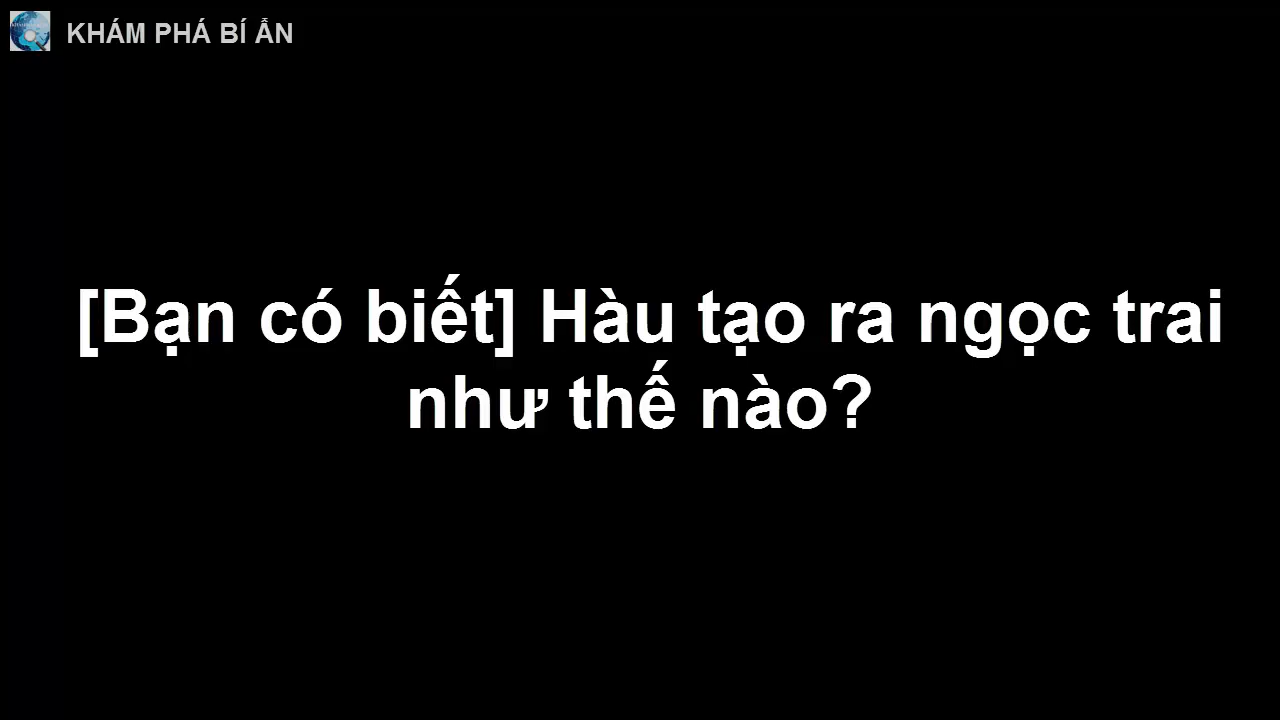 KHÁM PHÁ BÍ ẨN
[Bạn có biết] Hàu tạo ra ngọc trai
như thế nào?